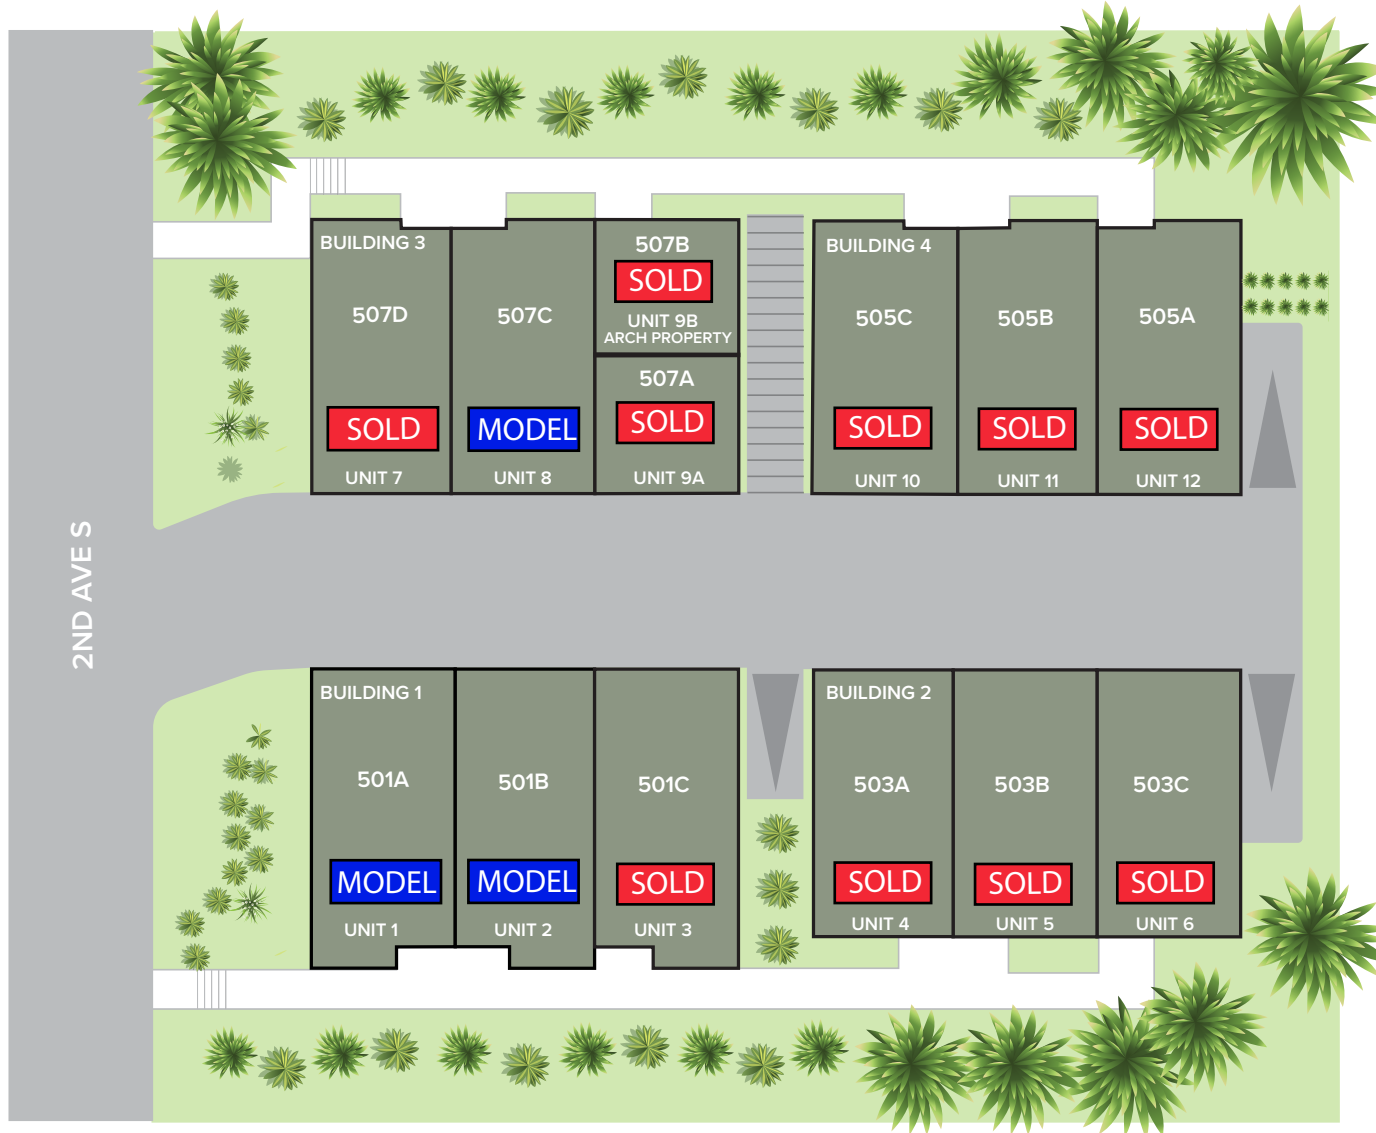 2ND AVE S
BUILDING 3
507D
SOLD
UNIT 7
507C
MODEL
UNIT 8
507B
SOLD
UNIT 9B
ARCH PROPERTY
507A
SOLD
UNIT 9A
BUILDING 4
505C
SOLD
UNIT 10
505B
SOLD
UNIT 11
505A
SOLD
UNIT 12
BUILDING 1
501A
MODEL
UNIT 1
501B
MODEL
UNIT 2
501C
SOLD
UNIT 3
BUILDING 2
503A
SOLD
UNIT 4
503B
SOLD
UNIT 5
503C
SOLD
UNIT 6